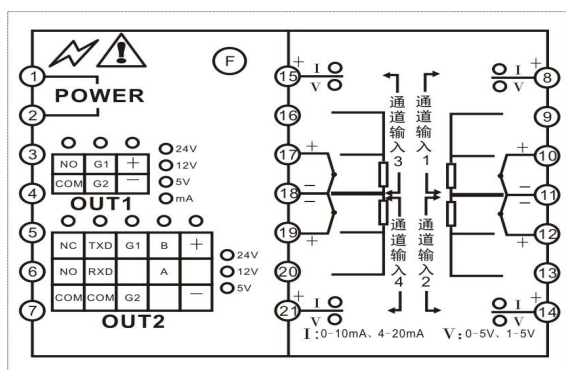 F
1
POWER
2
3
NO G1 +
24V
12V
4
COM G2 −
5V
mA
OUT1
5
NC TXD G1 B +
24V
6
NO RXD A
12V
5V
7
COM COM G2 −
OUT2
15 + I
V
16
17 +
18 −
−
19 +
20
21 + I
V
通道输入3
通道输入1
通道输入4
通道输入2
I + 8
V
9
+ 10
− 11
−
12 +
13
I + 14
V
I:0-10mA、4-20mA V:0-5V、1-5V